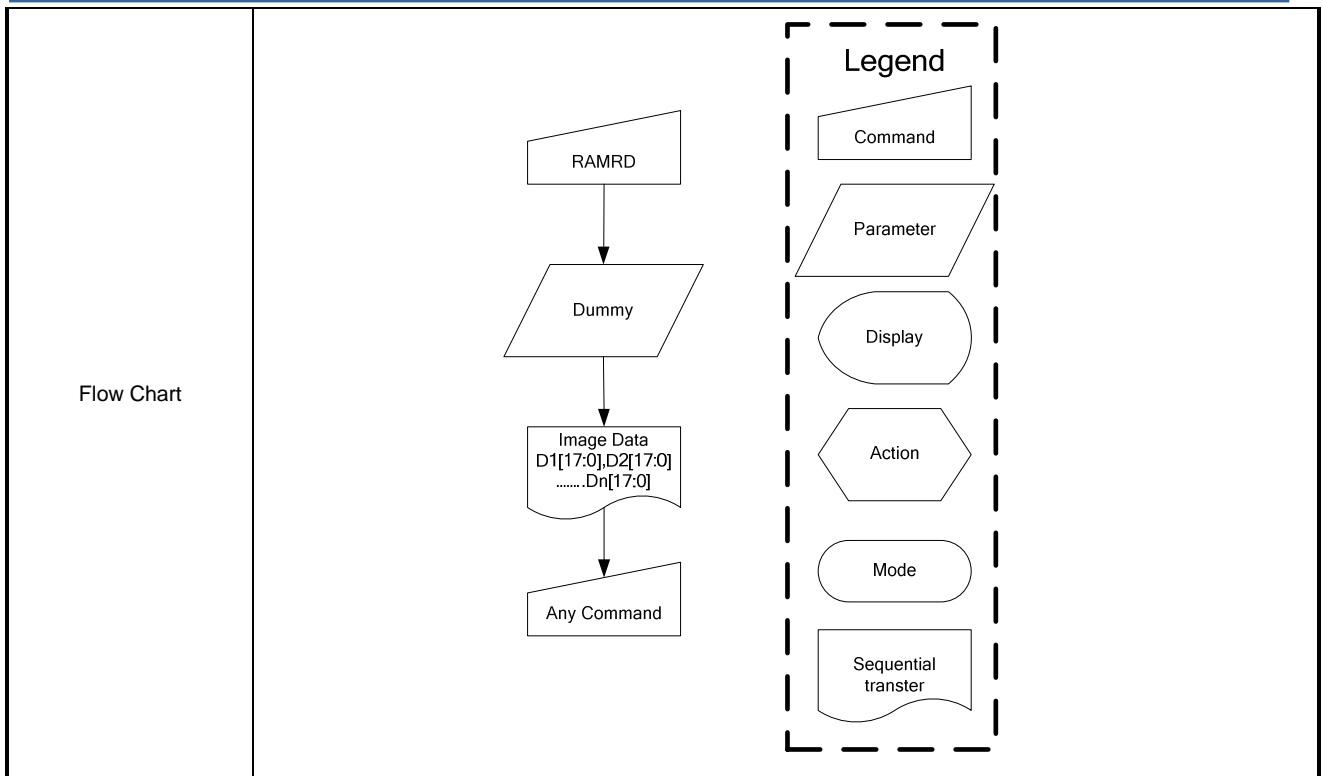 Flow Chart
RAMRD
Dummy
Image Data
D1[17:0],D2[17:0]
........Dn[17:0]
Any Command
Legend
Command
Parameter
Display
Action
Mode
Sequential
transter